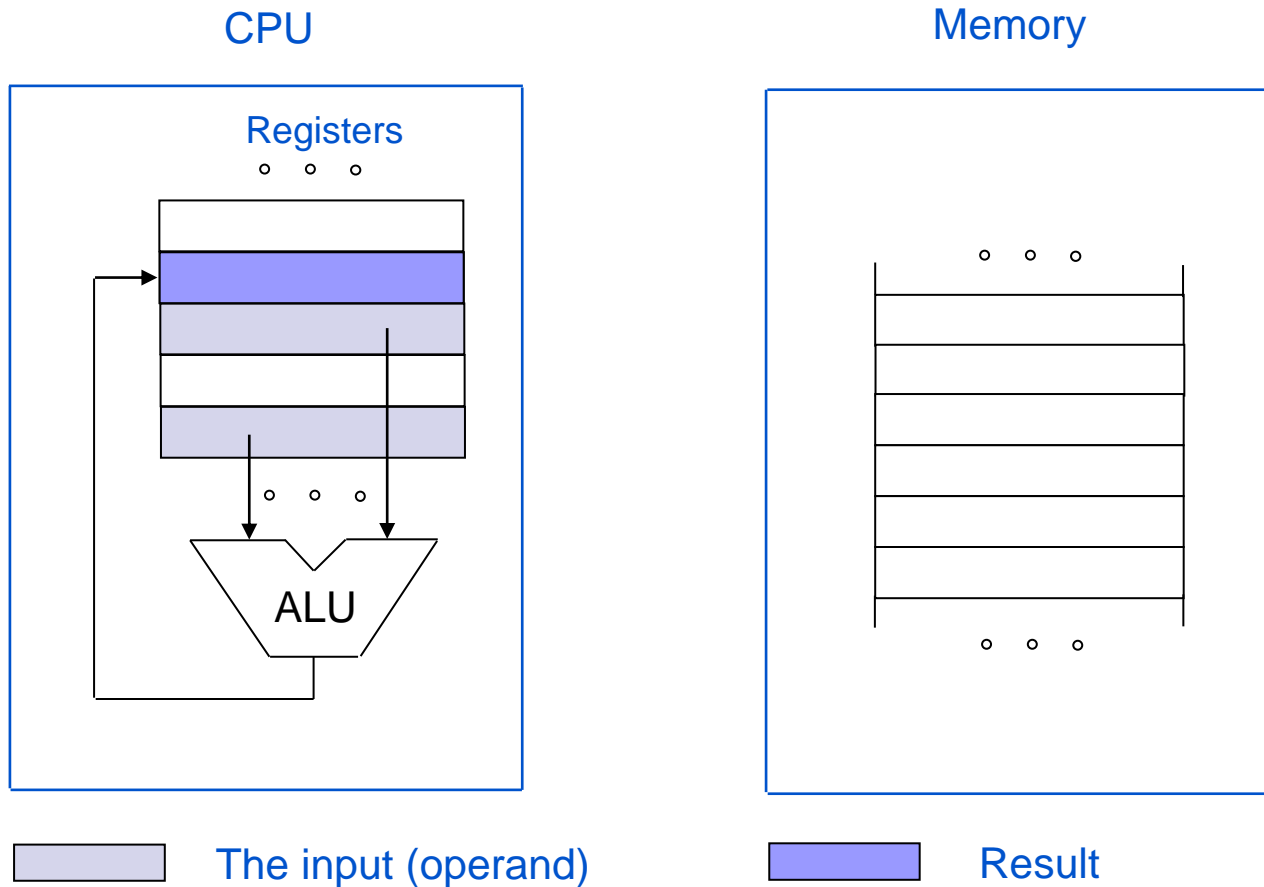 CPU
Memory
Registers
ALU
The input (operand)
Result